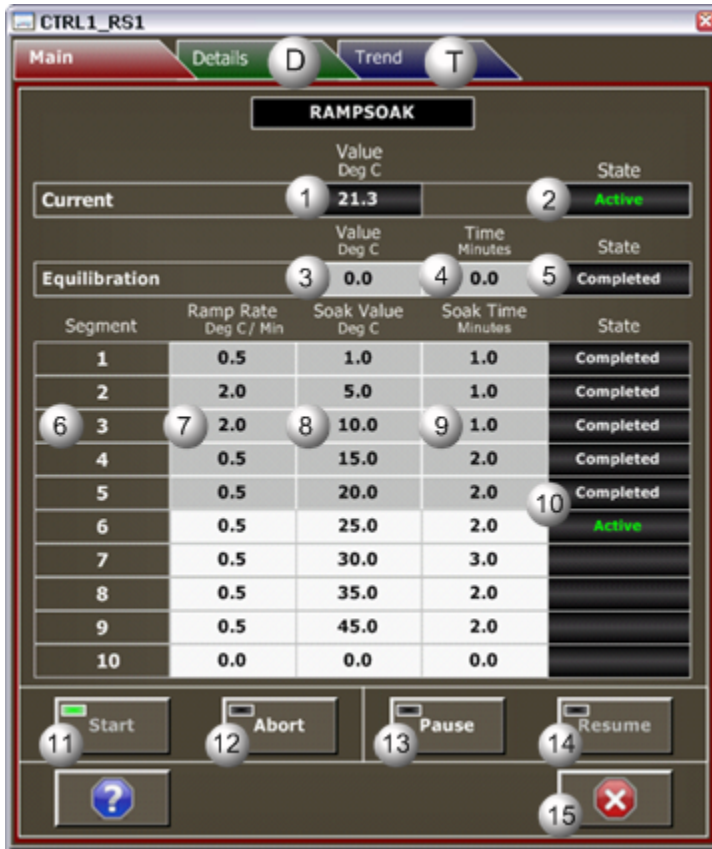 CTRL1_RS1
Main Details D Trend T
RAMPSOAK
Value
Deg C State
Current 1 21.3 2 Active
Value Time
Deg C Minutes State
Equilibration 3 0.0 4 0.0 5 Completed
Segment Ramp Rate Soak Value Soak Time State
Deg C / Min Deg C Minutes
1 0.5 1.0 1.0 Completed
2 2.0 5.0 1.0 Completed
6 3 7 2.0 8 10.0 9 1.0 Completed
4 0.5 15.0 2.0 Completed
5 0.5 20.0 2.0 Completed
10
6 0.5 25.0 2.0 Active
7 0.5 30.0 3.0
8 0.5 35.0 2.0
9 0.5 45.0 2.0
10 0.0 0.0 0.0
Start Abort Pause Resume
11 12 13 14
?
15